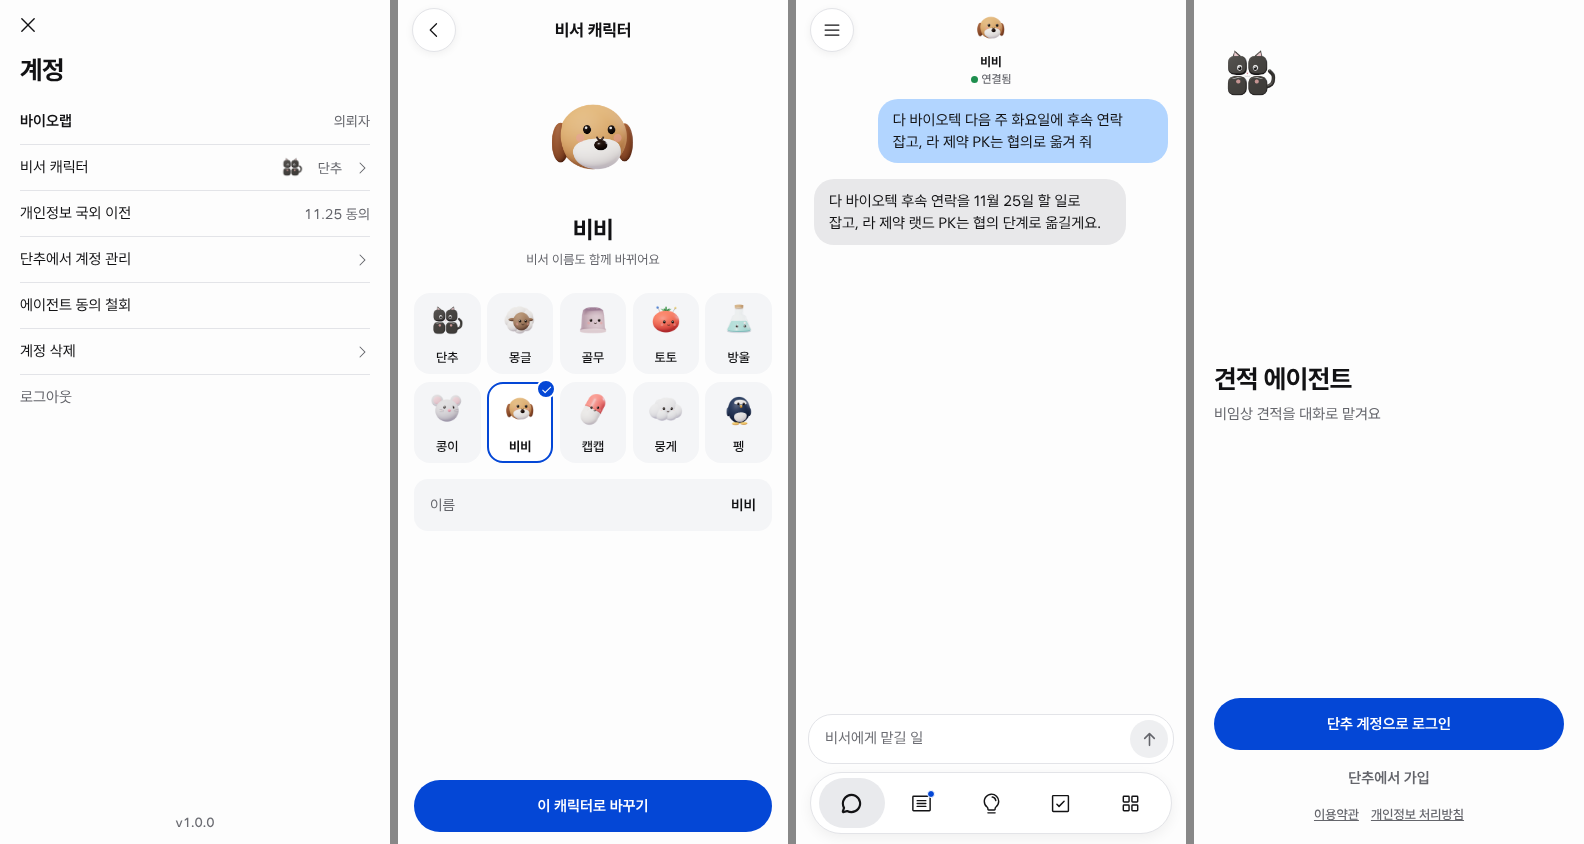 계정
바이오랩 의뢰자
비서 캐릭터 단추
개인정보 국외 이전 11.25 동의
단추에서 계정 관리
에이전트 동의 철회
계정 삭제
로그아웃
v1.0.0
비서 캐릭터
비비
비서 이름도 함께 바뀌어요
단추 몽글 골무 토토 방울
콩이 비비 캡캡 뭉게 펭
이름 비비
이 캐릭터로 바꾸기
비비
연결됨
다 바이오텍 다음 주 화요일에 후속 연락
잡고, 라 제약 PK는 협의로 옮겨 줘
다 바이오텍 후속 연락을 11월 25일 할 일로
잡고, 라 제약 랫드 PK는 협의 단계로 옮길게요.
비서에게 맡길 일
견적 에이전트
비임상 견적을 대화로 맡겨요
단추 계정으로 로그인
단추에서 가입
이용약관 개인정보 처리방침